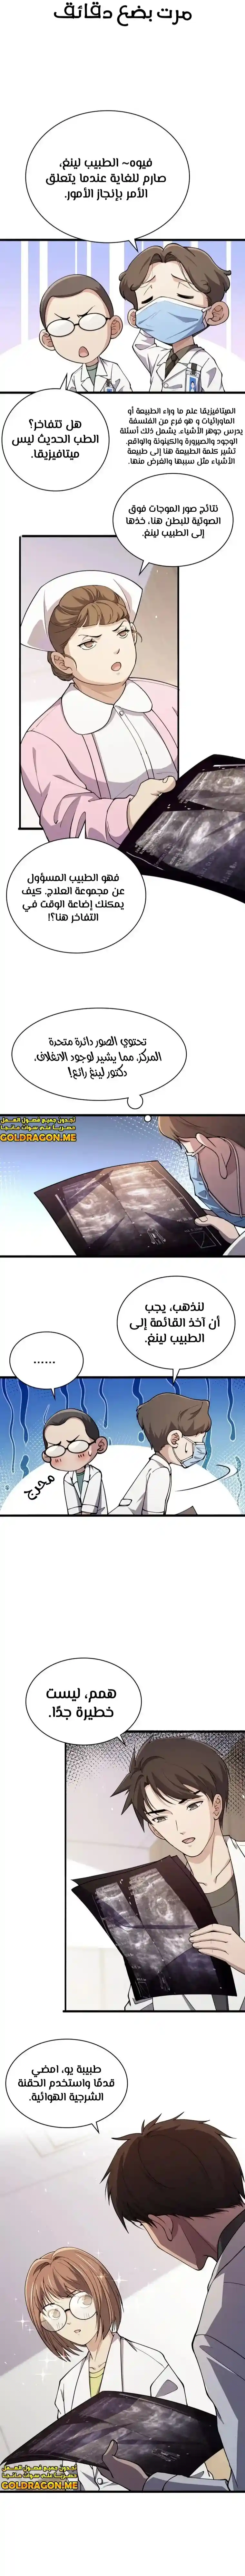 مرت بضع دقائق
فيوه~ الطبيب لينغ،
صارم للغاية عندما يتعلق
الأمر بإنجاز الأمور.
هل تتفاخر؟
الطب الحديث ليس
ميتافيزيقا.
الميتافيزيقا علم ما وراء الطبيعة أو
الماورائيات و هو فرع من الفلسفة
يدرس جوهر الأشياء. يشمل ذلك أسئلة
الوجود والصيرورة والكينونة والواقع.
تشير كلمة الطبيعة هنا إلى طبيعة
الأشياء مثل سببها والغرض منها.
نتائج صور الموجات فوق
الصوتية للبطن هنا، خذها
إلى الطبيب لينغ.
فهو الطبيب المسؤول
عن مجموعة العلاج. كيف
يمكنك إضاعة الوقت في
التفاخر هنا؟!
تحتوي الصور دائرة متحدة
المركز، مما يشير لوجود الانغلاف،
دكتور لينغ رائع!
GOLDRAGON.ME
لنذهب، يجب
أن آخذ القائمة إلى
الطبيب لينغ.
......
محرج
همم، ليست
خطيرة جدًا.
طبيبة يو، امضي
قدمًا واستخدم الحقنة
الشرجية الهوائية.
GOLDRAGON.ME